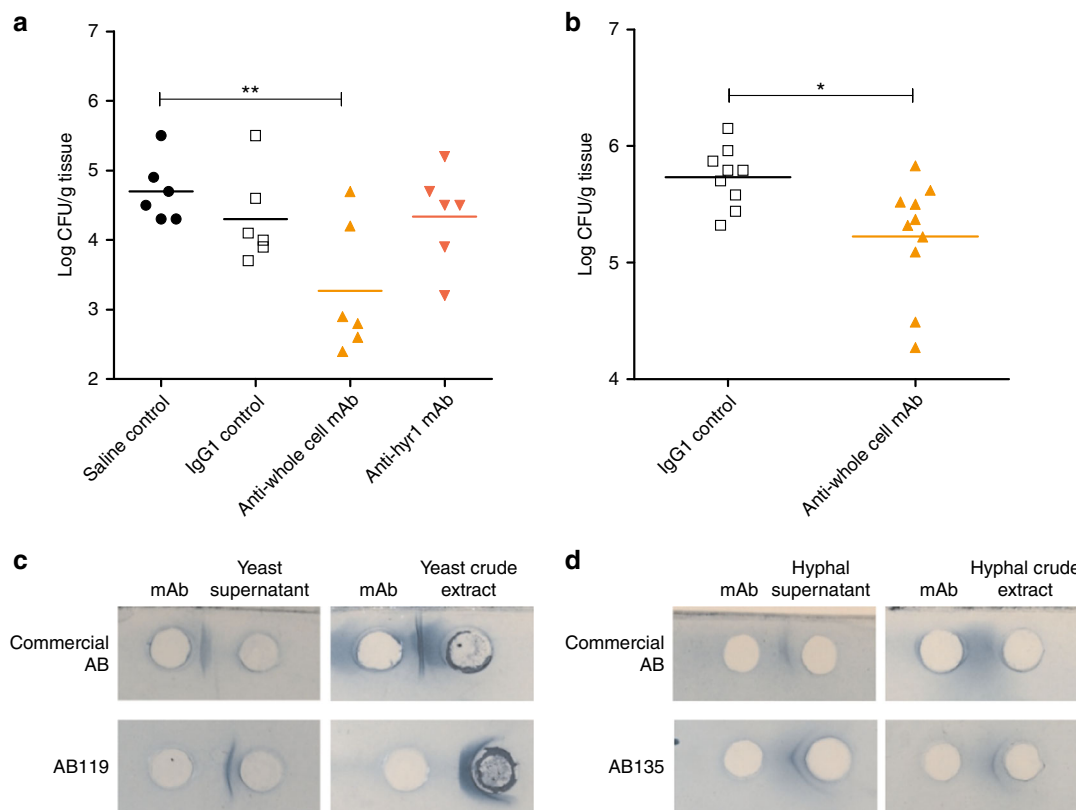 a
7
6
5
4
3
2
Log CFU/g tissue
**
Saline control
IgG1 control
Anti-whole cell mAb
Anti-hyr1 mAb
b
7
6
5
4
Log CFU/g tissue
*
IgG1 control
Anti-whole cell mAb
c
mAb
Yeast
supernatant
mAb
Yeast crude
extract
Commercial
AB
AB119
d
mAb
Hyphal
supernatant
mAb
Hyphal crude
extract
Commercial
AB
AB135